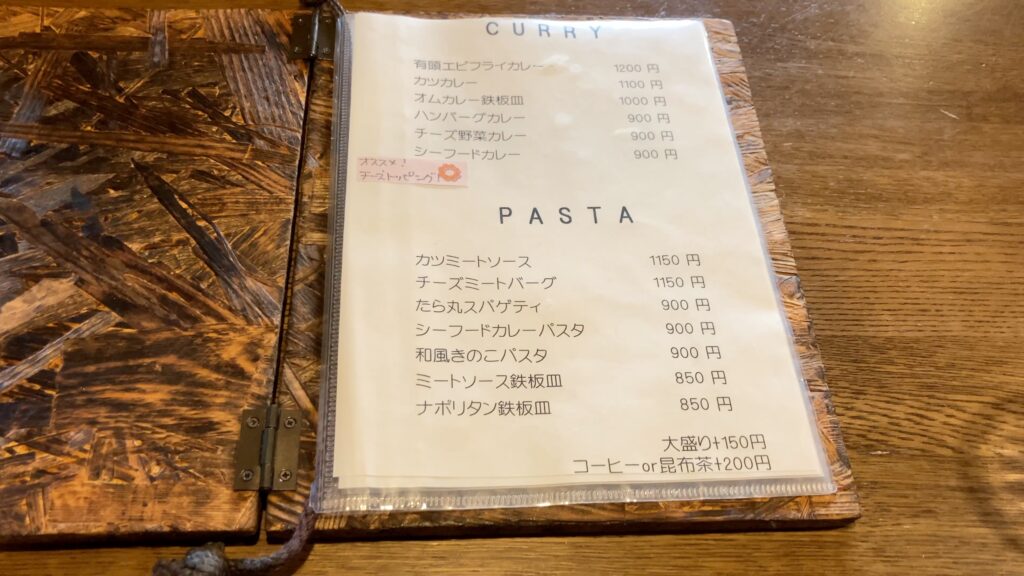 CURRY
有頭エビフライカレー 1200 円
カツカレー 1100 円
オムカレー鉄板皿 1000 円
ハンバーグカレー 900 円
チーズ野菜カレー 900 円
シーフードカレー 900 円
オススメ！
チーズトッピング！
PASTA
カツミートソース 1150 円
チーズミートバーグ 1150 円
たら丸スパゲティ 900 円
シーフードカレーパスタ 900 円
和風きのこパスタ 900 円
ミートソース鉄板皿 850 円
ナポリタン鉄板皿 850 円
大盛り+150円
コーヒーor昆布茶+200円